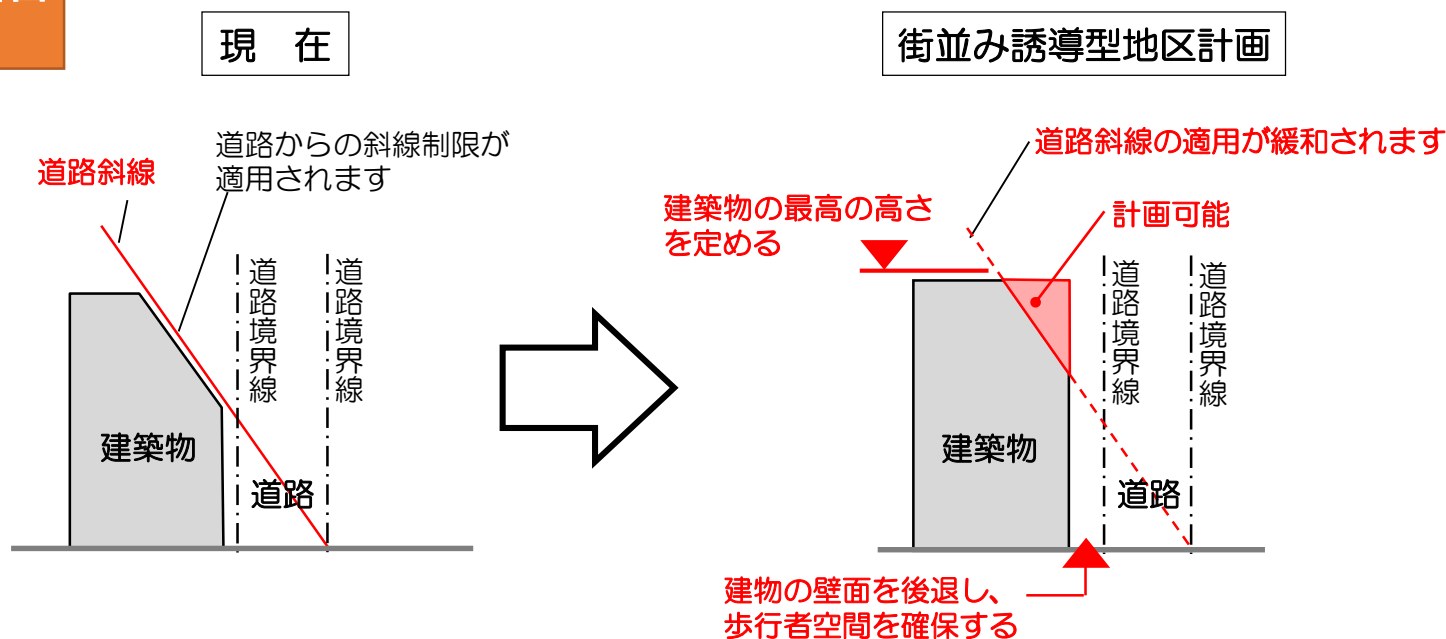 現 在
道路斜線
道路からの斜線制限が
適用されます
道路境界線
道路境界線
建築物
道路
街並み誘導型地区計画
道路斜線の適用が緩和されます
建築物の最高の高さ
を定める
計画可能
道路境界線
道路境界線
建築物
道路
建物の壁面を後退し、
歩行者空間を確保する